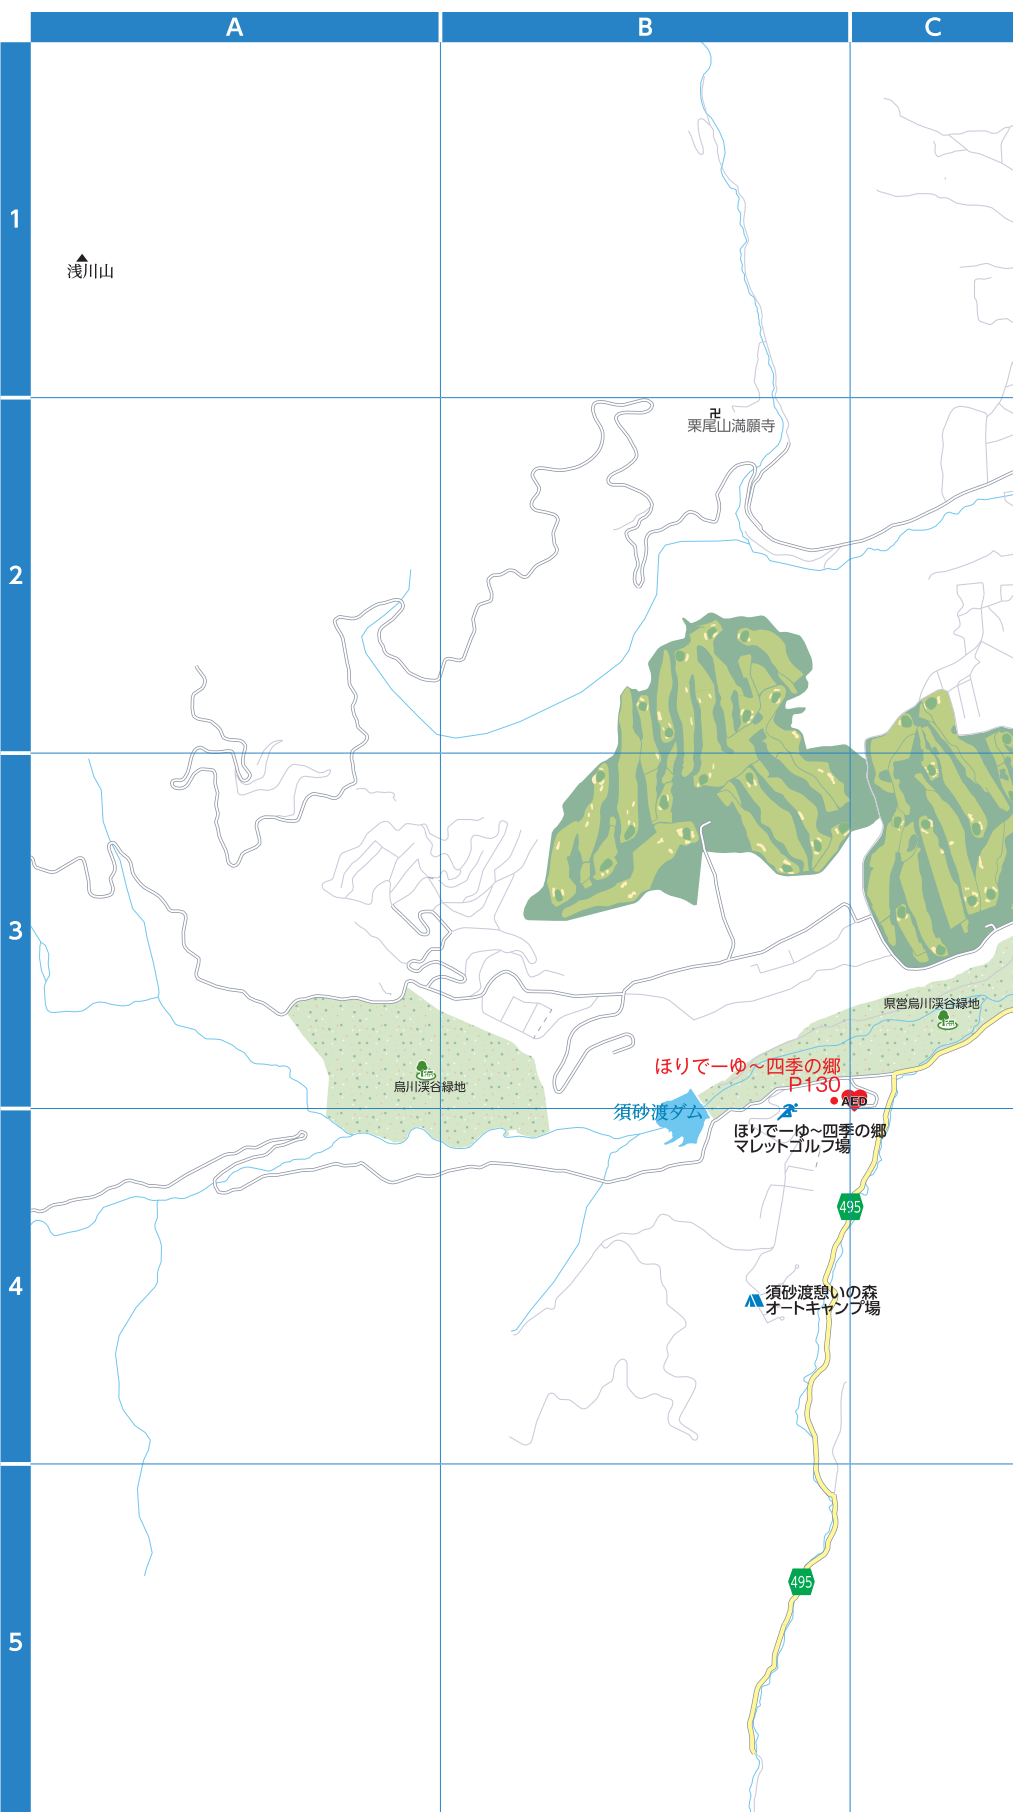 A
B
C
1
浅川山
卍
栗尾山満願寺
2
3
県営烏川渓谷緑地
烏川渓谷緑地
ほりでーゆ～四季の郷
P130
AED
須砂渡ダム
ほりでーゆ～四季の郷
マレットゴルフ場
495
4
須砂渡憩いの森
オートキャンプ場
495
5